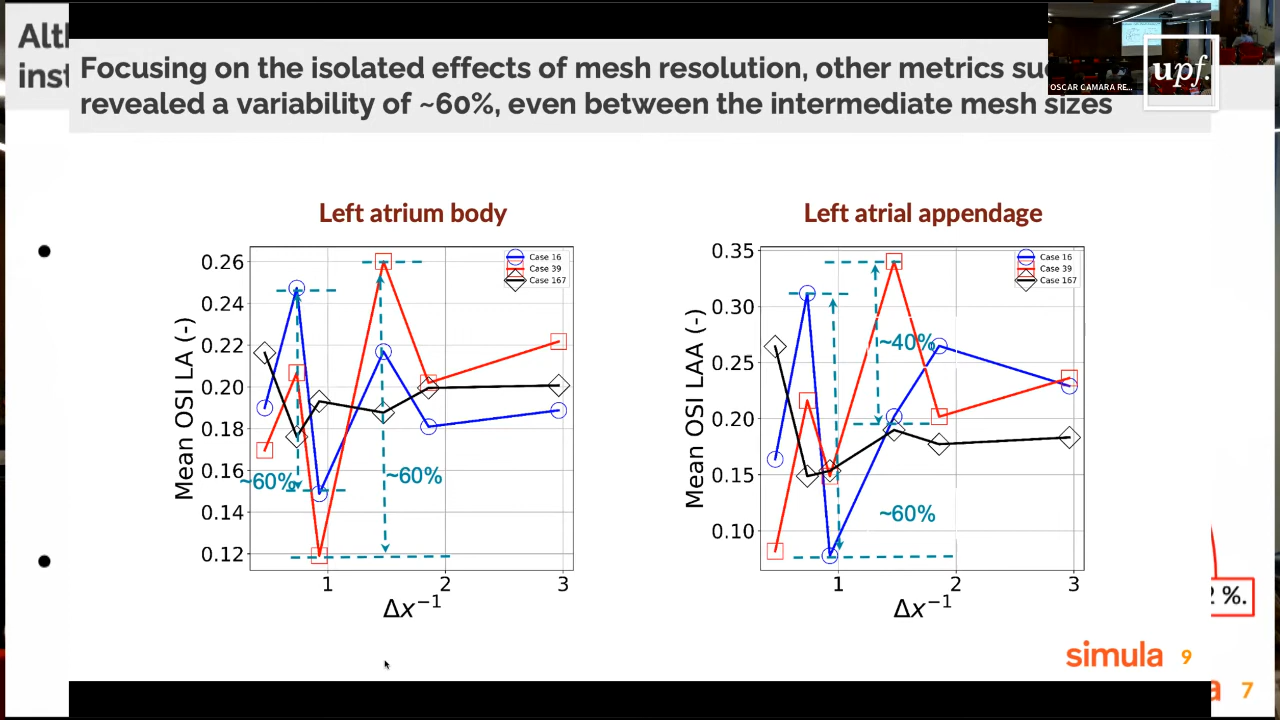 Alt
inst
Focusing on the isolated effects of mesh resolution, other metrics su
revealed a variability of ~60%, even between the intermediate mesh sizes
OSCAR CAMARA RE...
upf.
Left atrium body
Left atrial appendage
Mean OSI LA (-)
0.26
0.24
0.22
0.20
0.18
0.16
0.14
0.12
Case 16
Case 39
Case 167
~60%
~60%
1 2 3
Δx⁻¹
Mean OSI LAA (-)
0.35
0.30
0.25
0.20
0.15
0.10
Case 16
Case 39
Case 167
~40%
~60%
1 2 3
Δx⁻¹
2 %.
simula 9
a 7